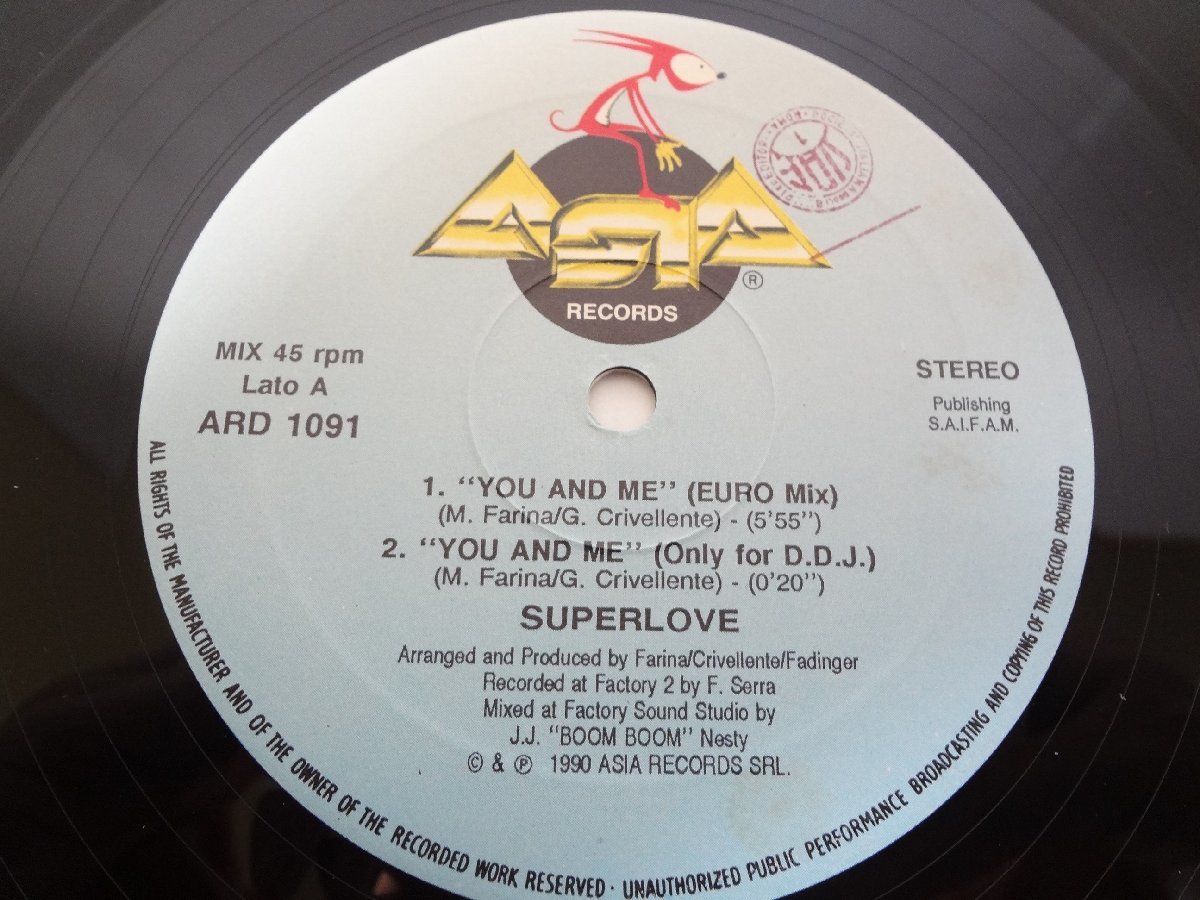 ASIA
®
RECORDS
MIX 45 rpm
Lato A
ARD 1091
STEREO
Publishing
S.A.I.F.A.M.
1. “YOU AND ME” (EURO Mix)
(M. Farina/G. Crivellente) - (5’55”)
2. “YOU AND ME” (Only for D.D.J.)
(M. Farina/G. Crivellente) - (0’20”)
SUPERLOVE
Arranged and Produced by Farina/Crivellente/Fadinger
Recorded at Factory 2 by F. Serra
Mixed at Factory Sound Studio by
J.J. “BOOM BOOM” Nesty
© & ℗ 1990 ASIA RECORDS SRL.
ALL RIGHTS OF THE MANUFACTURER AND OF THE OWNER OF THE RECORDED WORK RESERVED · UNAUTHORIZED PUBLIC PERFORMANCE BROADCASTING AND COPYING OF THIS RECORD PROHIBITED